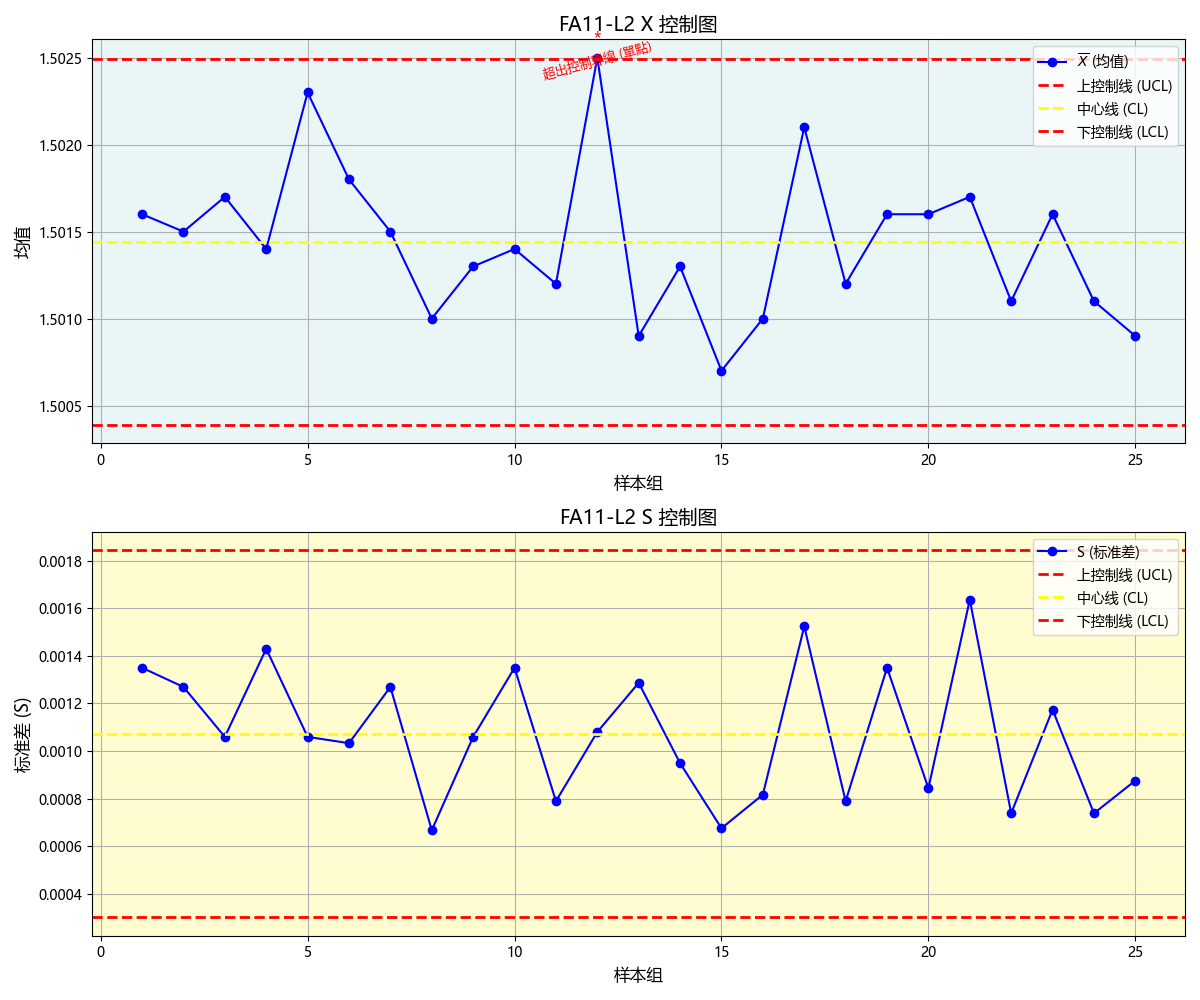 FA11-L2 X 控制图
*
超出控制界線 (單點)
X (均值)
上控制线 (UCL)
中心线 (CL)
下控制线 (LCL)
均值
1.5025
1.5020
1.5015
1.5010
1.5005
0 5 10 15 20 25
样本组
FA11-L2 S 控制图
S (标准差)
上控制线 (UCL)
中心线 (CL)
下控制线 (LCL)
标准差 (S)
0.0018
0.0016
0.0014
0.0012
0.0010
0.0008
0.0006
0.0004
0 5 10 15 20 25
样本组